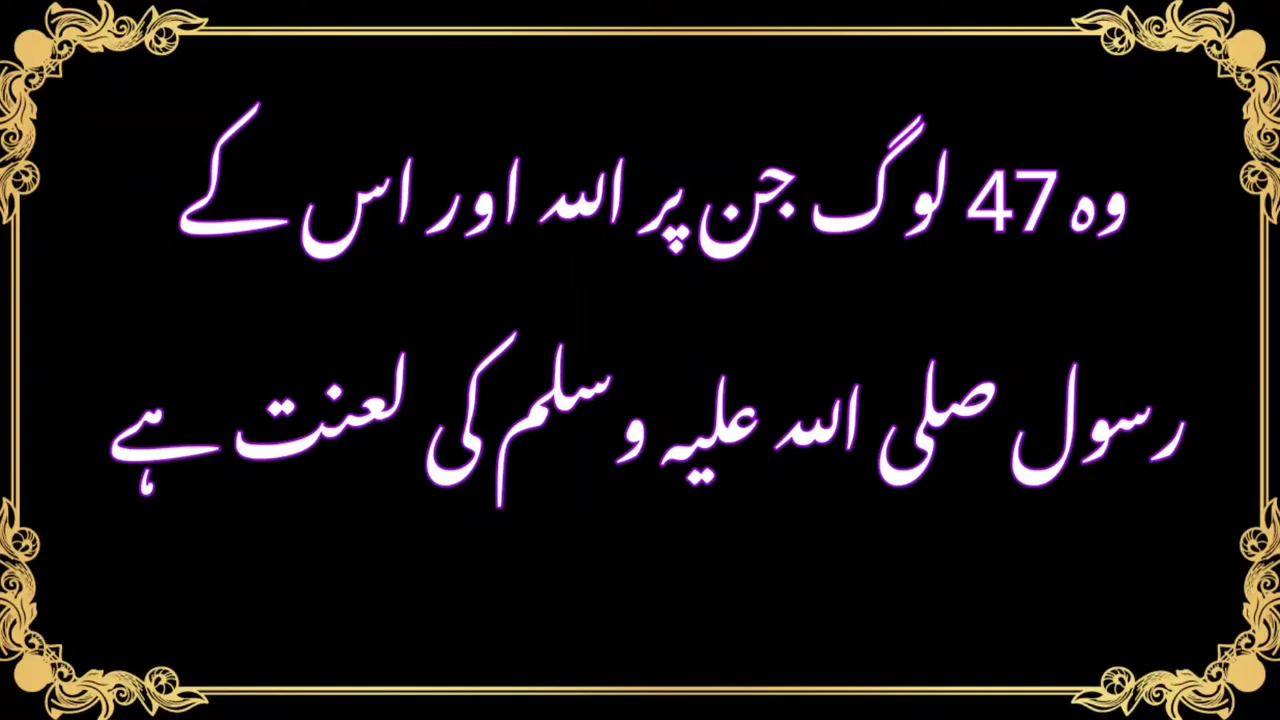 وہ 47 لوگ جن پر اللہ اور اس کے
رسول صلی اللہ علیہ وسلم کی لعنت ہے